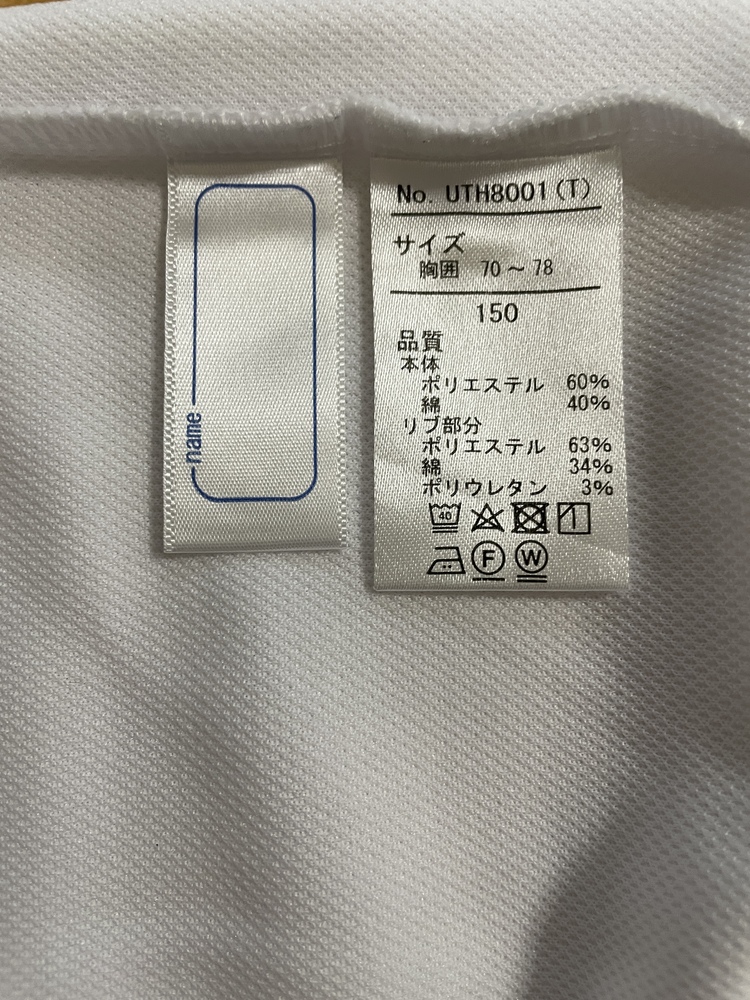 name
No. UTH8001(T)
サイズ
胸囲 70～78
150
品質
本体
ポリエステル 60%
綿 40%
リブ部分
ポリエステル 63%
綿 34%
ポリウレタン 3%
40
F W